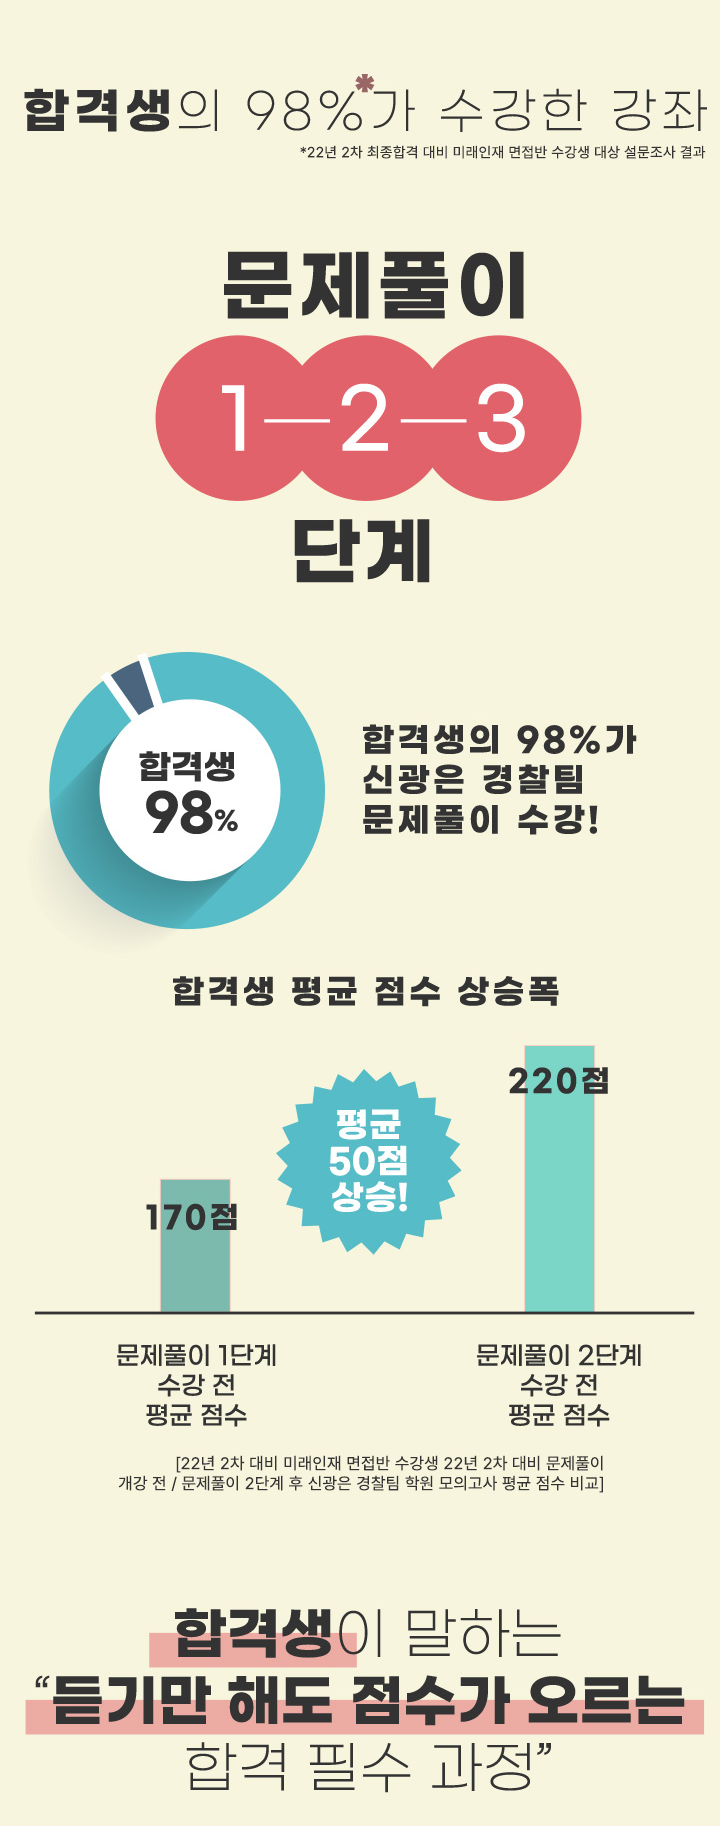 합격생의 98%*가 수강한 강좌
*22년 2차 최종합격 대비 미래인재 면접반 수강생 대상 설문조사 결과
문제풀이
1—2—3
단계
합격생
98%
합격생의 98%가
신광은 경찰팀
문제풀이 수강!
합격생 평균 점수 상승폭
220점
평균
50점
상승!
170점
문제풀이 1단계
수강 전
평균 점수
문제풀이 2단계
수강 전
평균 점수
[22년 2차 대비 미래인재 면접반 수강생 22년 2차 대비 문제풀이
개강 전 / 문제풀이 2단계 후 신광은 경찰팀 학원 모의고사 평균 점수 비교]
합격생이 말하는
“듣기만 해도 점수가 오르는
합격 필수 과정”